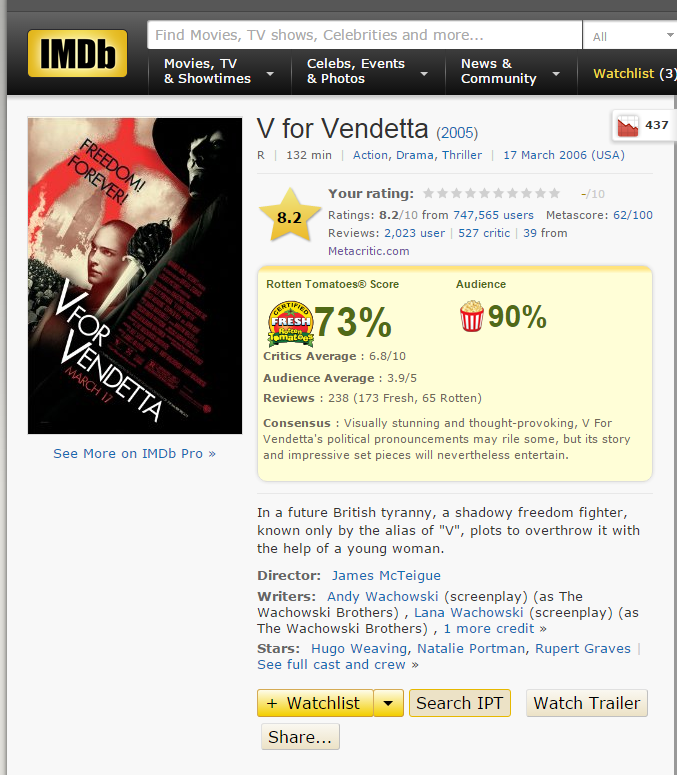 IMDb
Find Movies, TV shows, Celebrities and more...
All
Movies, TV
& Showtimes
Celebs, Events
& Photos
News &
Community
Watchlist (3)
437
V for Vendetta (2005)
R | 132 min | Action, Drama, Thriller | 17 March 2006 (USA)
FREEDOM!
FOREVER!
V FOR
VENDETTA
MARCH 17
See More on IMDb Pro »
8.2
Your rating: -/10
Ratings: 8.2/10 from 747,565 users Metascore: 62/100
Reviews: 2,023 user | 527 critic | 39 from
Metacritic.com
Rotten Tomatoes® Score
Audience
CERTIFIED
FRESH
Rotten
Tomatoes
73%
90%
Critics Average : 6.8/10
Audience Average : 3.9/5
Reviews : 238 (173 Fresh, 65 Rotten)
Consensus : Visually stunning and thought-provoking, V For
Vendetta's political pronouncements may rile some, but its story
and impressive set pieces will nevertheless entertain.
In a future British tyranny, a shadowy freedom fighter,
known only by the alias of "V", plots to overthrow it with
the help of a young woman.
Director: James McTeigue
Writers: Andy Wachowski (screenplay) (as The
Wachowski Brothers) , Lana Wachowski (screenplay) (as
The Wachowski Brothers) , 1 more credit »
Stars: Hugo Weaving, Natalie Portman, Rupert Graves |
See full cast and crew »
+ Watchlist
Search IPT
Watch Trailer
Share...